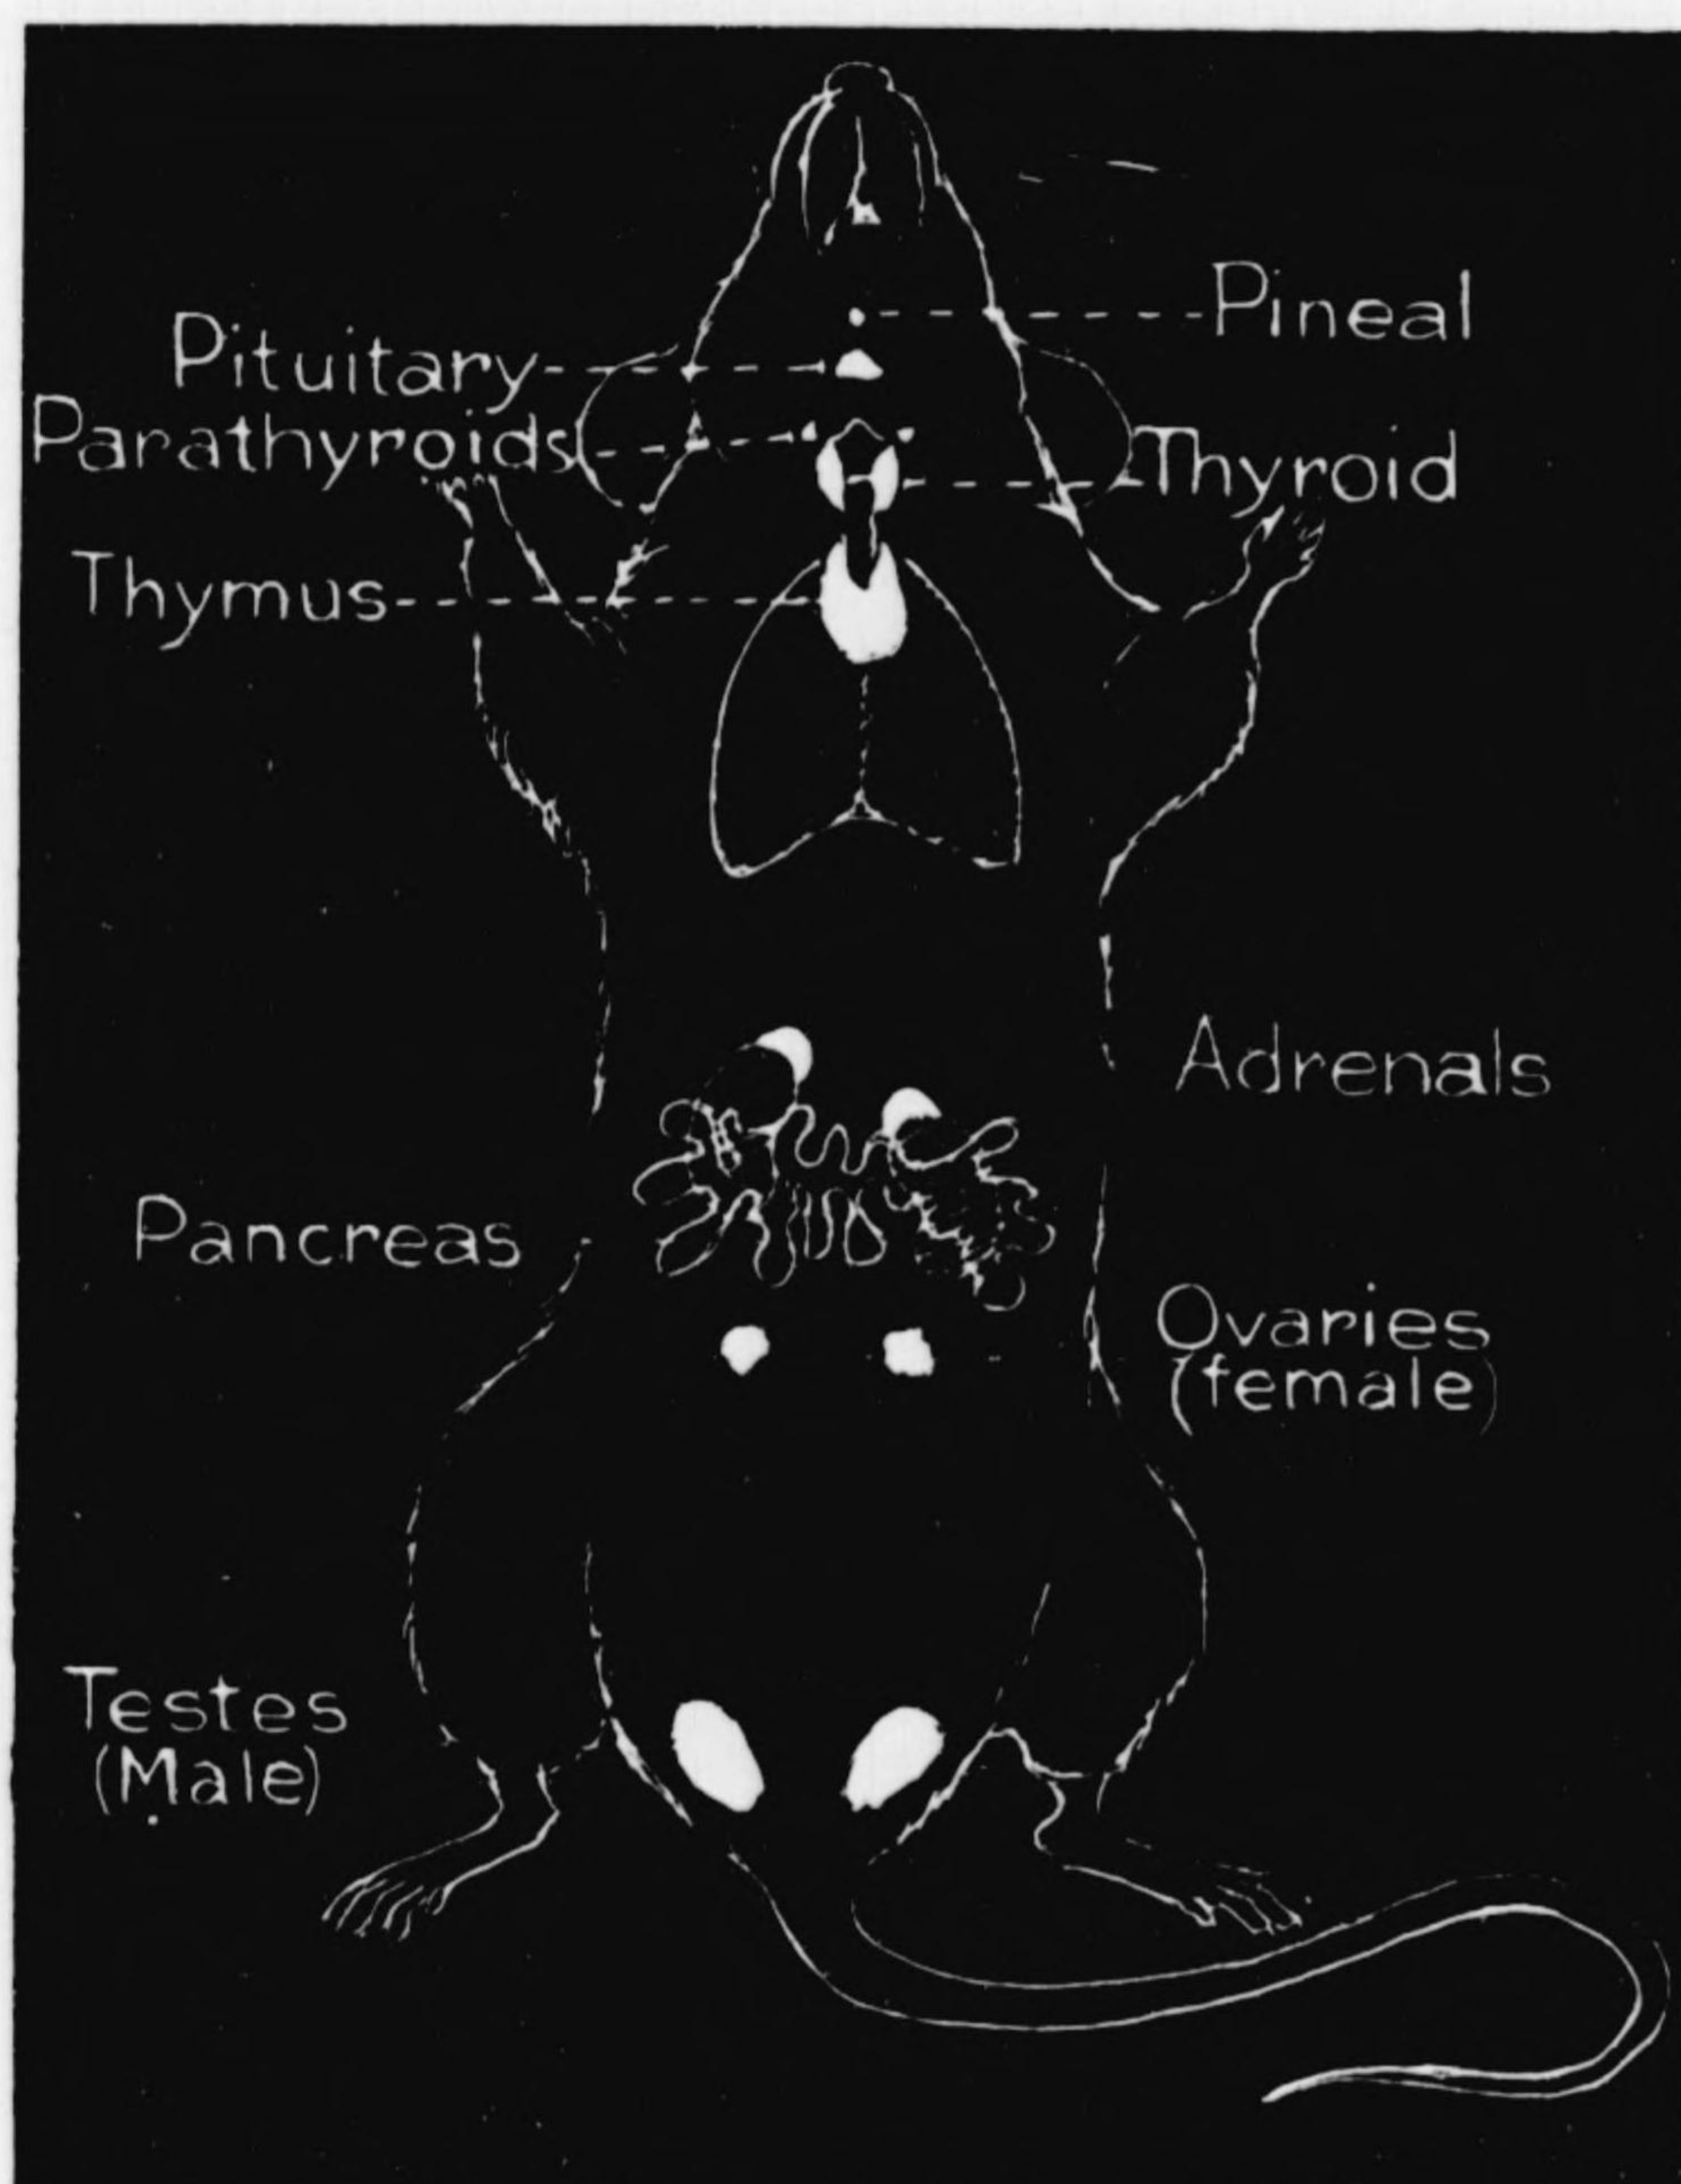 Pineal
Pituitary
Parathyroids
Thyroid
Thymus
Adrenals
Pancreas
Ovaries
(female)
Testes
(Male)